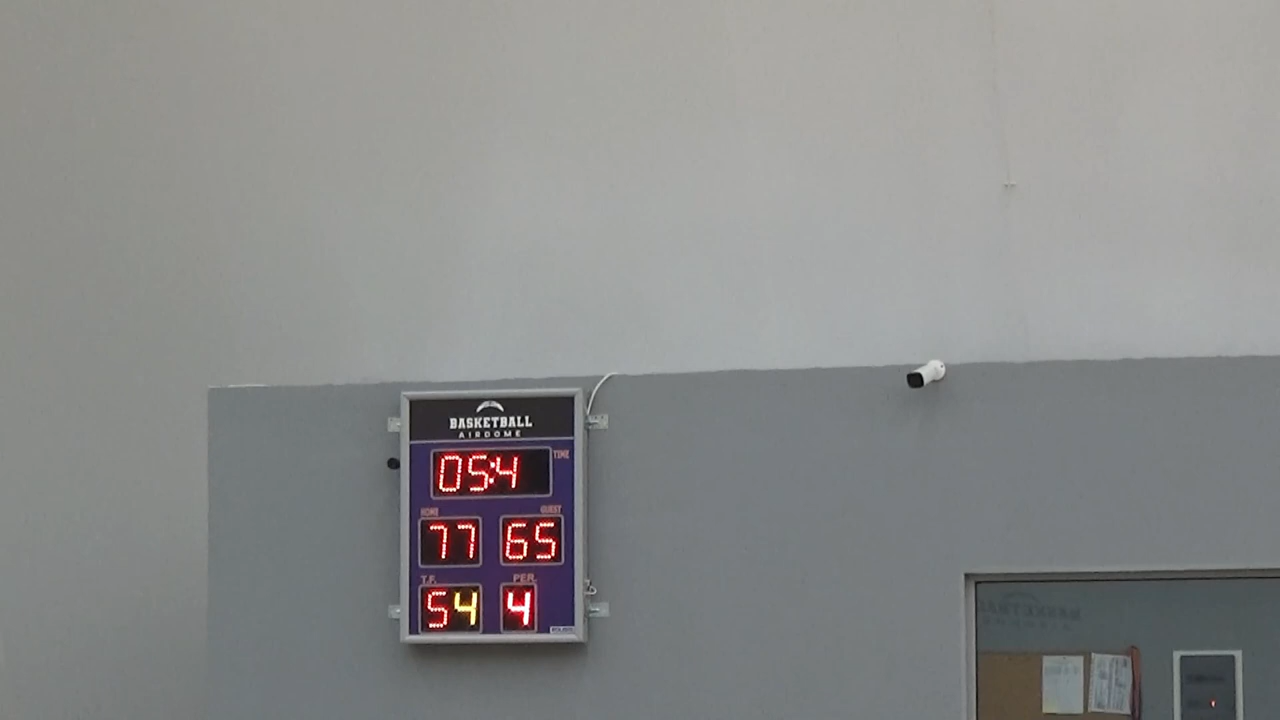 BASKETBALL
AIRDOME
05:4 TIME
HOME GUEST
77 65
T.F. PER.
54 4